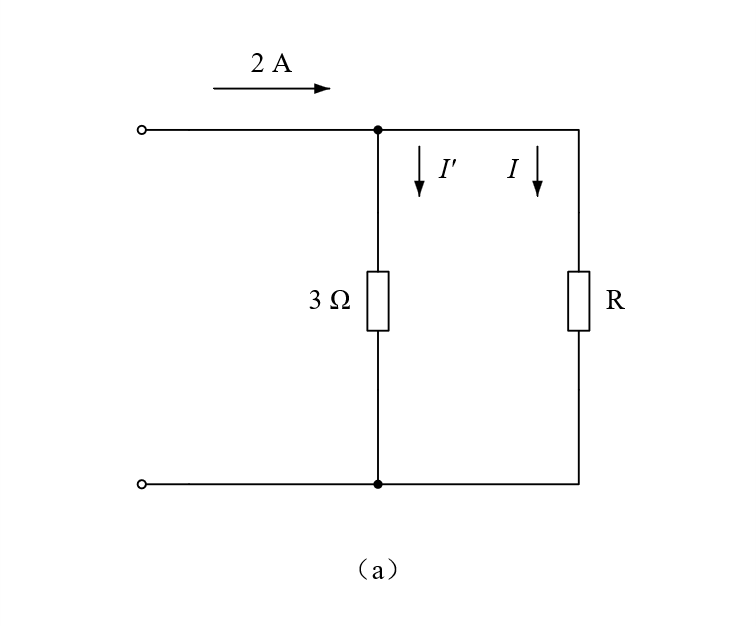 2 A
I′ I
3 Ω R
（a）